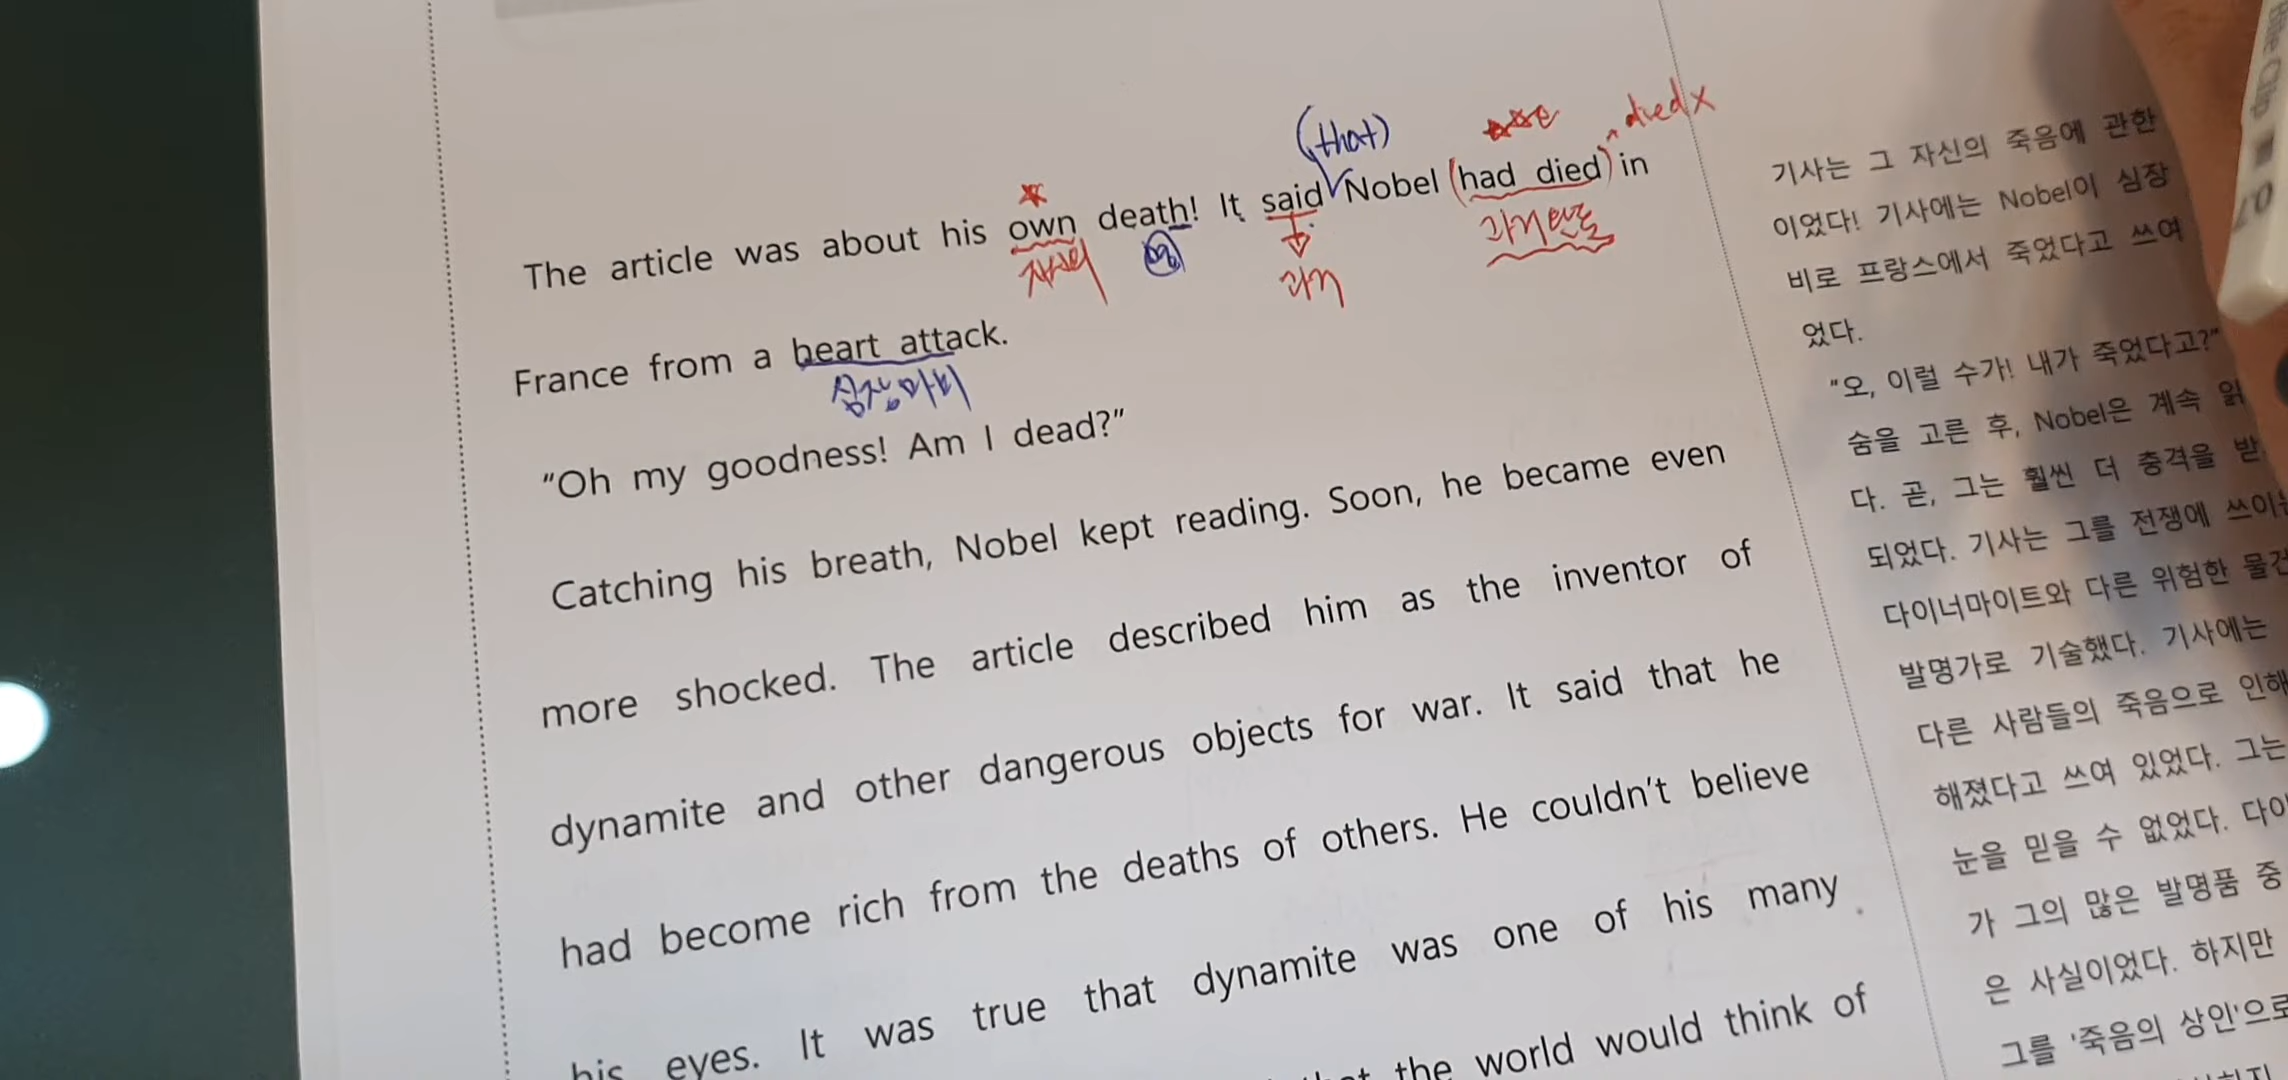 (that)
died X
The article was about his own death! It said Nobel (had died) in
명
과거
과거완료
France from a heart attack.
심장마비
"Oh my goodness! Am I dead?"
Catching his breath, Nobel kept reading. Soon, he became even
more shocked. The article described him as the inventor of
dynamite and other dangerous objects for war. It said that he
had become rich from the deaths of others. He couldn't believe
his eyes. It was true that dynamite was one of his many
the world would think of
기사는 그 자신의 죽음에 관한
이었다! 기사에는 Nobel이 심장
비로 프랑스에서 죽었다고 쓰여
었다.
"오, 이럴 수가! 내가 죽었다고?"
숨을 고른 후, Nobel은 계속 읽
다. 곧, 그는 훨씬 더 충격을 받
되었다. 기사는 그를 전쟁에 쓰이는
다이너마이트와 다른 위험한 물건
발명가로 기술했다. 기사에는
다른 사람들의 죽음으로 인해
해졌다고 쓰여 있었다. 그는
눈을 믿을 수 없었다. 다이
가 그의 많은 발명품 중
은 사실이었다. 하지만
그를 '죽음의 상인'으로
Clip
0.7